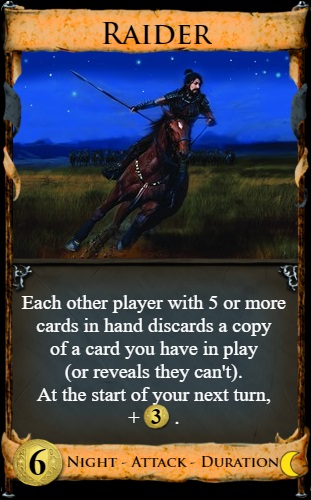 RAIDER
Each other player with 5 or more
cards in hand discards a copy
of a card you have in play
(or reveals they can't).
At the start of your next turn,
+ 3 .
6 NIGHT - ATTACK - DURATION